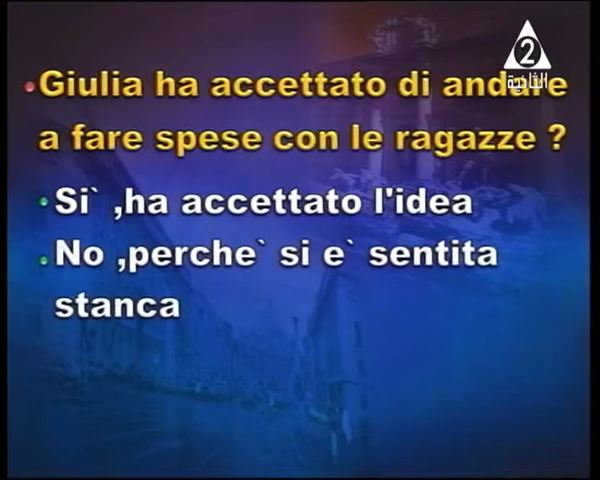 2
الثانية
Giulia ha accettato di andare
a fare spese con le ragazze ?
Si` ,ha accettato l'idea
No ,perche` si e` sentita
stanca